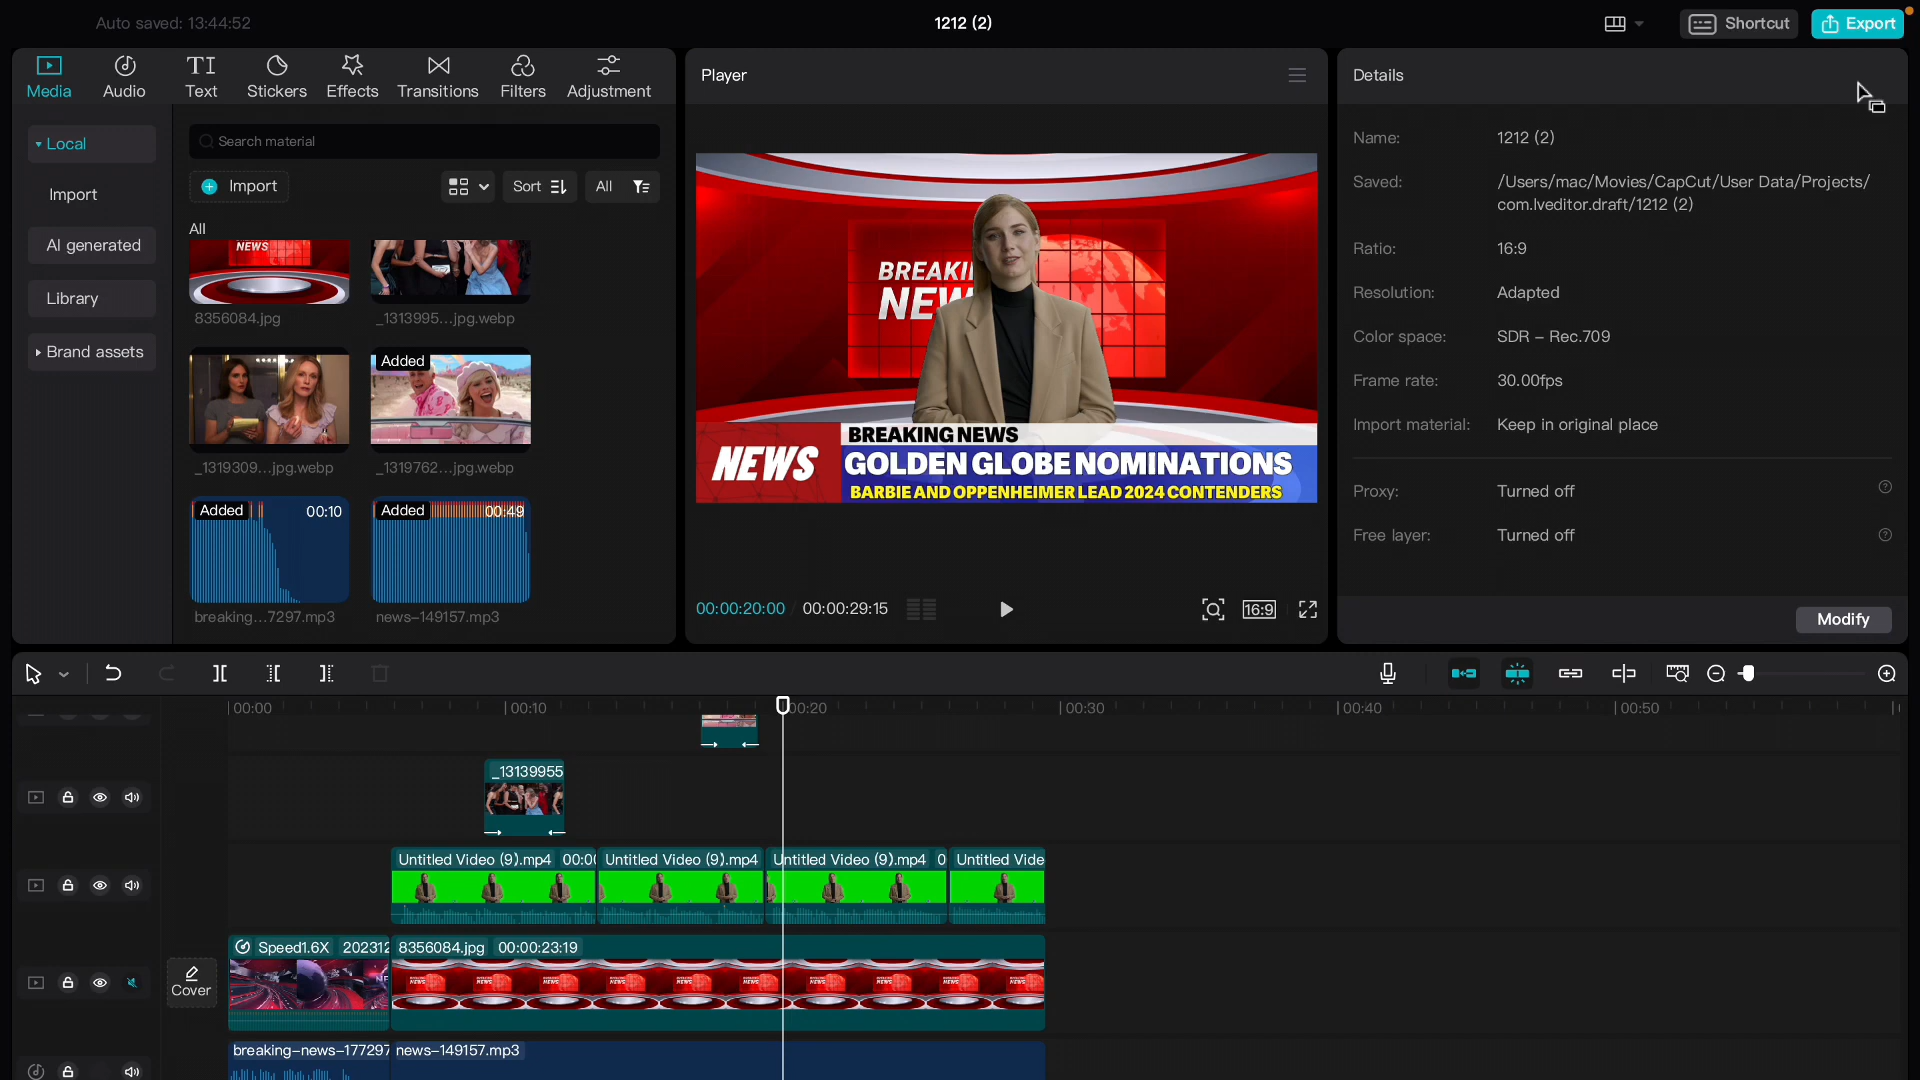 Auto saved: 13:44:52
1212 (2)
Shortcut
Export
Media
Audio
Text
Stickers
Effects
Transitions
Filters
Adjustment
Local
Import
AI generated
Library
Brand assets
Search material
Import
Sort
All
All
NEWS
8356084.jpg
_1313995...jpg.webp
_1319309...jpg.webp
Added
_1319762...jpg.webp
Added
00:10
breaking...7297.mp3
Added
00:49
news-149157.mp3
Player
BREAKI
NEW
NEWS
BREAKING NEWS
GOLDEN GLOBE NOMINATIONS
BARBIE AND OPPENHEIMER LEAD 2024 CONTENDERS
00:00:20:00
00:00:29:15
16:9
Details
Name:
1212 (2)
Saved:
/Users/mac/Movies/CapCut/User Data/Projects/
com.lveditor.draft/1212 (2)
Ratio:
16:9
Resolution:
Adapted
Color space:
SDR – Rec.709
Frame rate:
30.00fps
Import material:
Keep in original place
Proxy:
Turned off
Free layer:
Turned off
Modify
00:00
00:10
00:20
00:30
00:40
00:50
_13139955
Untitled Video (9).mp4 00:0
Untitled Video (9).mp4
Untitled Video (9).mp4 0
Untitled Vide
Cover
Speed1.6X 202312
8356084.jpg 00:00:23:19
breaking-news-177297
news-149157.mp3